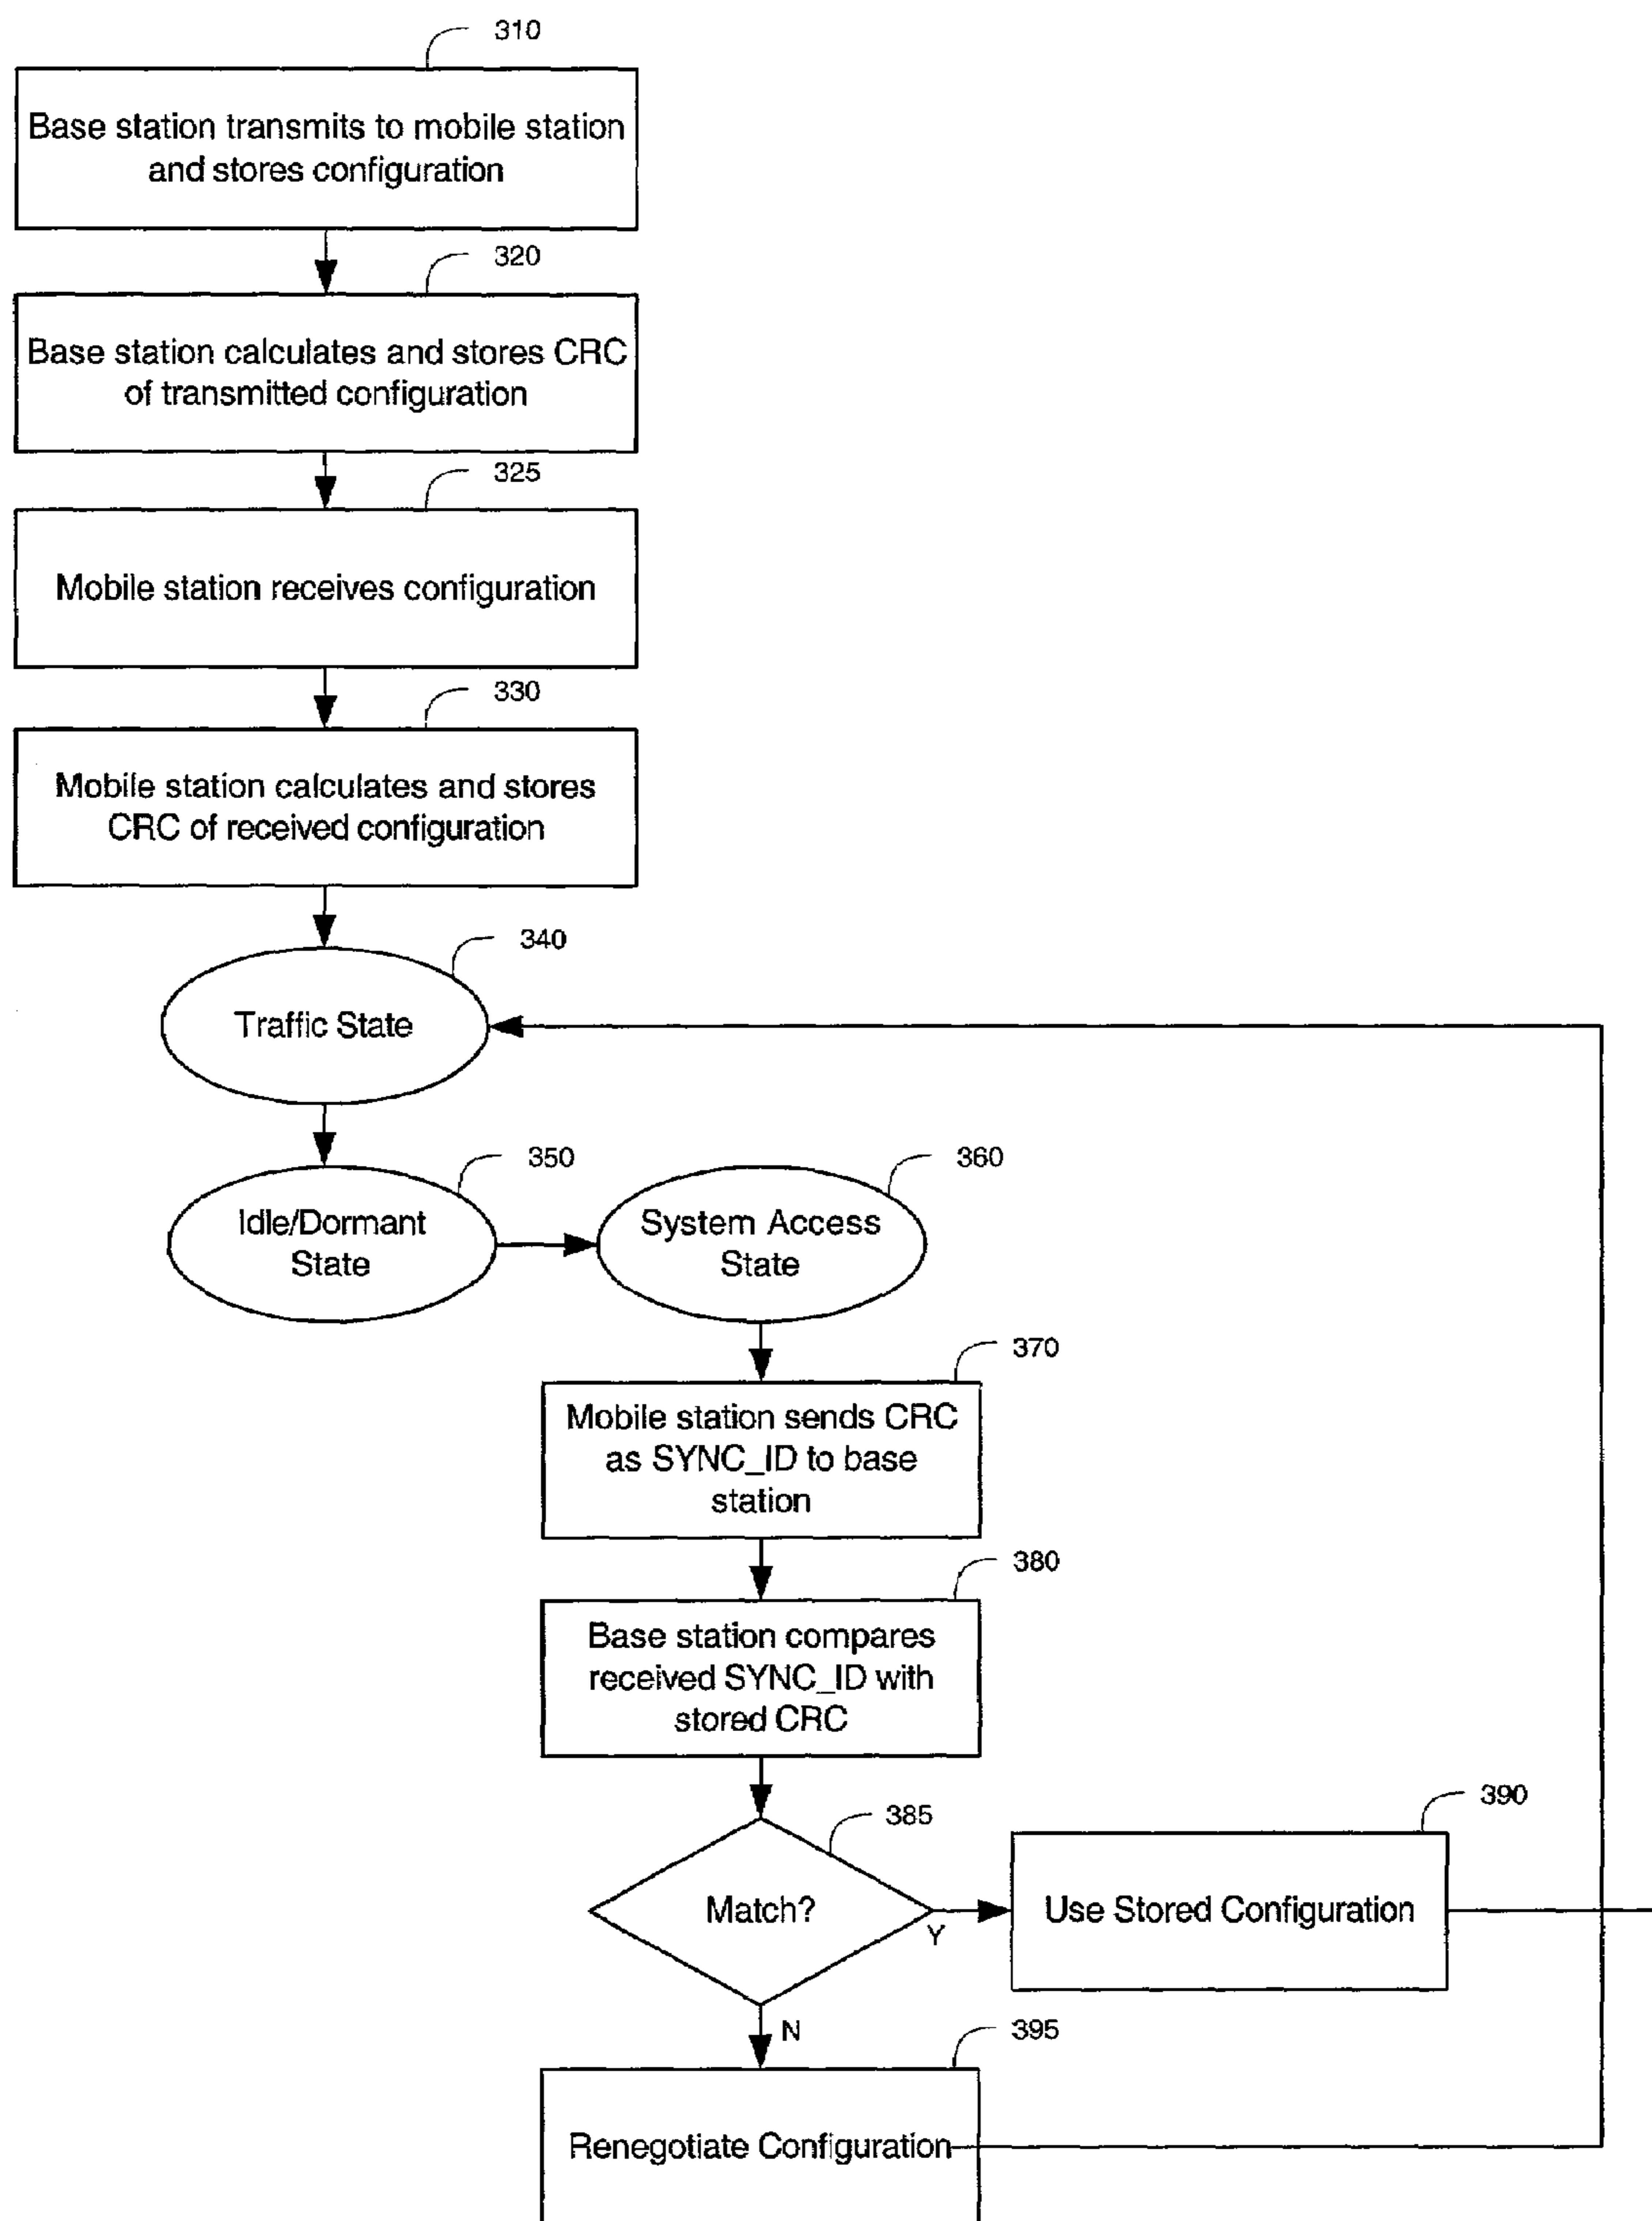 310
Base station transmits to mobile station
and stores configuration
320
Base station calculates and stores CRC
of transmitted configuration
325
Mobile station receives configuration
330
Mobile station calculates and stores
CRC of received configuration
340
Traffic State
350
Idle/Dormant
State
360
System Access
State
370
Mobile station sends CRC
as SYNC_ID to base
station
380
Base station compares
received SYNC_ID with
stored CRC
385
Match?
Y
390
Use Stored Configuration
N
395
Renegotiate Configuration